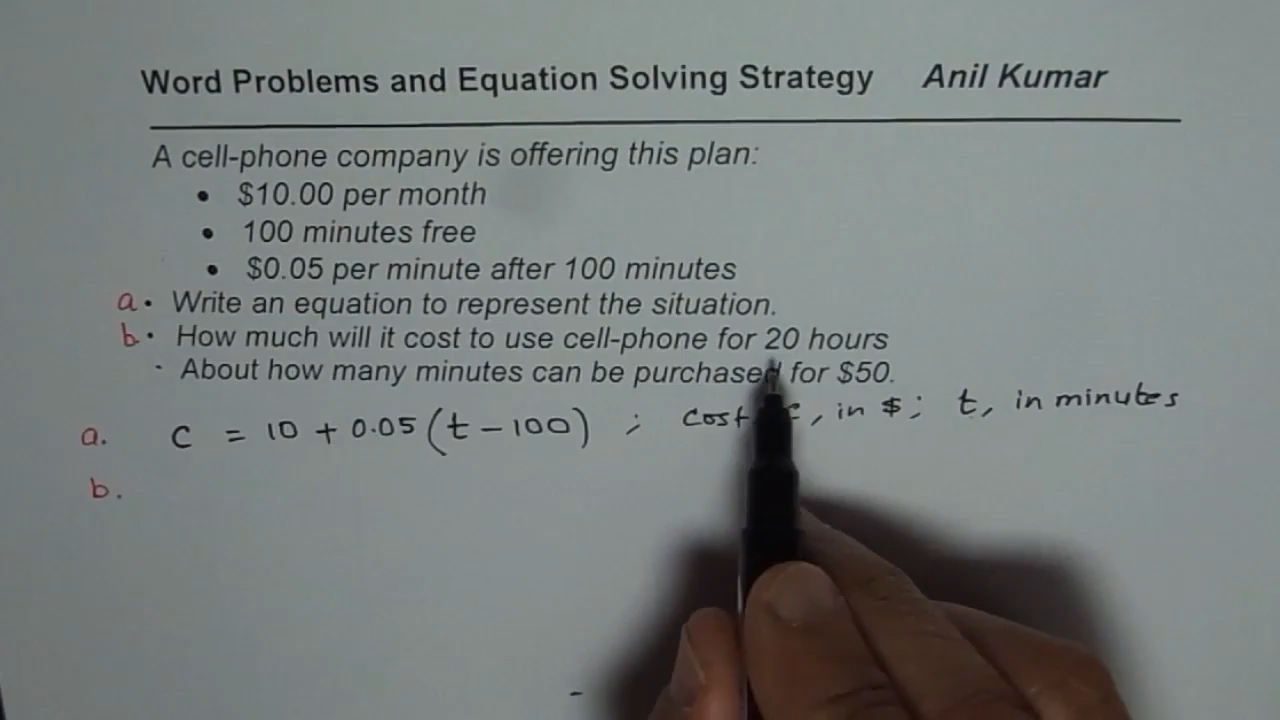 Word Problems and Equation Solving Strategy Anil Kumar
A cell-phone company is offering this plan:
• $10.00 per month
• 100 minutes free
• $0.05 per minute after 100 minutes
a. • Write an equation to represent the situation.
b. • How much will it cost to use cell-phone for 20 hours
- About how many minutes can be purchased for $50.
a. C = 10 + 0.05 (t - 100) ; cost , in $; t, in minutes
b.